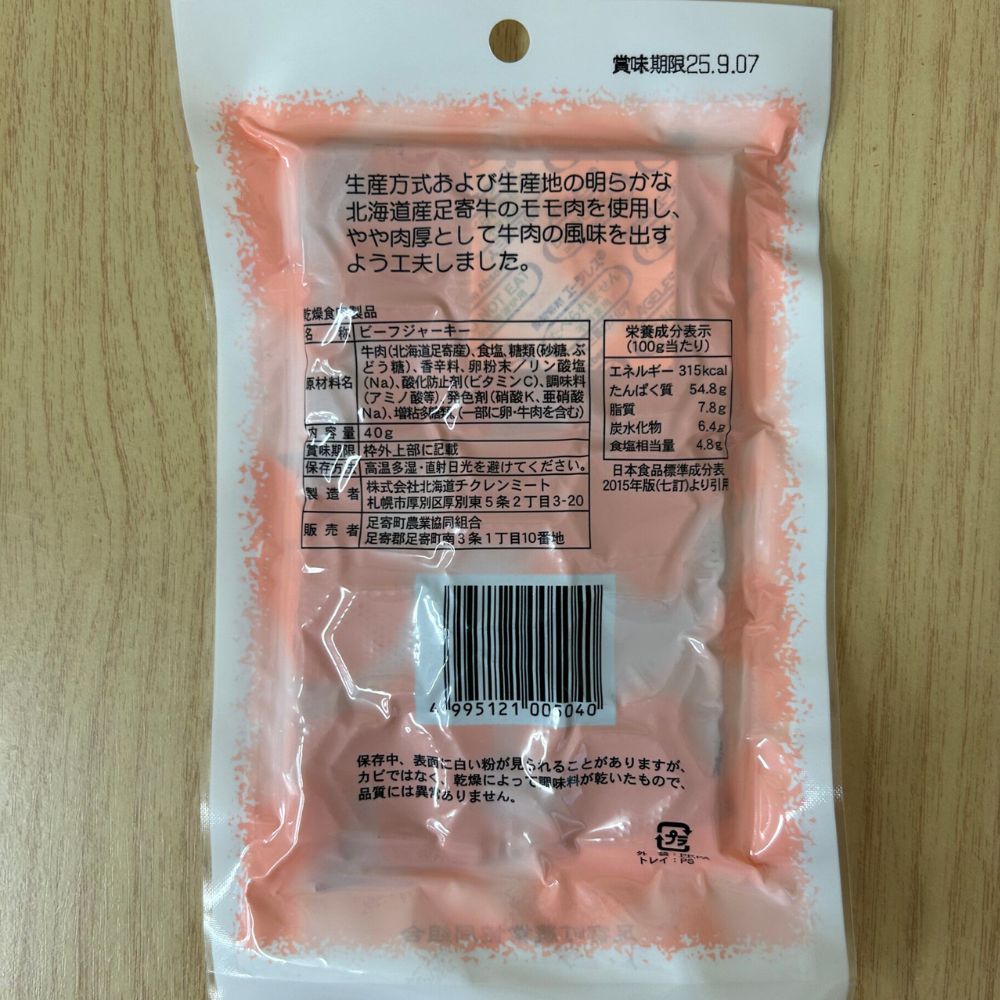 賞味期限25.9.07
生産方式および生産地の明らかな
北海道産足寄牛のモモ肉を使用し、
やや肉厚として牛肉の風味を出す
よう工夫しました。
乾燥食肉製品
名称 ビーフジャーキー
原材料名 牛肉(北海道足寄産)、食塩、糖類(砂糖、ぶ
どう糖)、香辛料、卵粉末/リン酸塩
(Na)、酸化防止剤(ビタミンC)、調味料
(アミノ酸等)、発色剤(硝酸K、亜硝酸
Na)、増粘多糖類、(一部に卵・牛肉を含む)
内容量 40g
賞味期限 枠外上部に記載
保存方法 高温多湿・直射日光を避けてください。
製造者 株式会社北海道チクレンミート
札幌市厚別区厚別東5条2丁目3-20
販売者 足寄町農業協同組合
足寄郡足寄町南3条1丁目10番地
栄養成分表示
(100g当たり)
エネルギー 315kcal
たんぱく質 54.8g
脂質 7.8g
炭水化物 6.4g
食塩相当量 4.8g
日本食品標準成分表
2015年版(七訂)より引用
4 995121 005040
保存中、表面に白い粉が見られることがありますが、
カビではなく、乾燥によって調味料が乾いたもので、
品質には異常ありません。
プラ
外袋:PE,PA
トレイ:PS